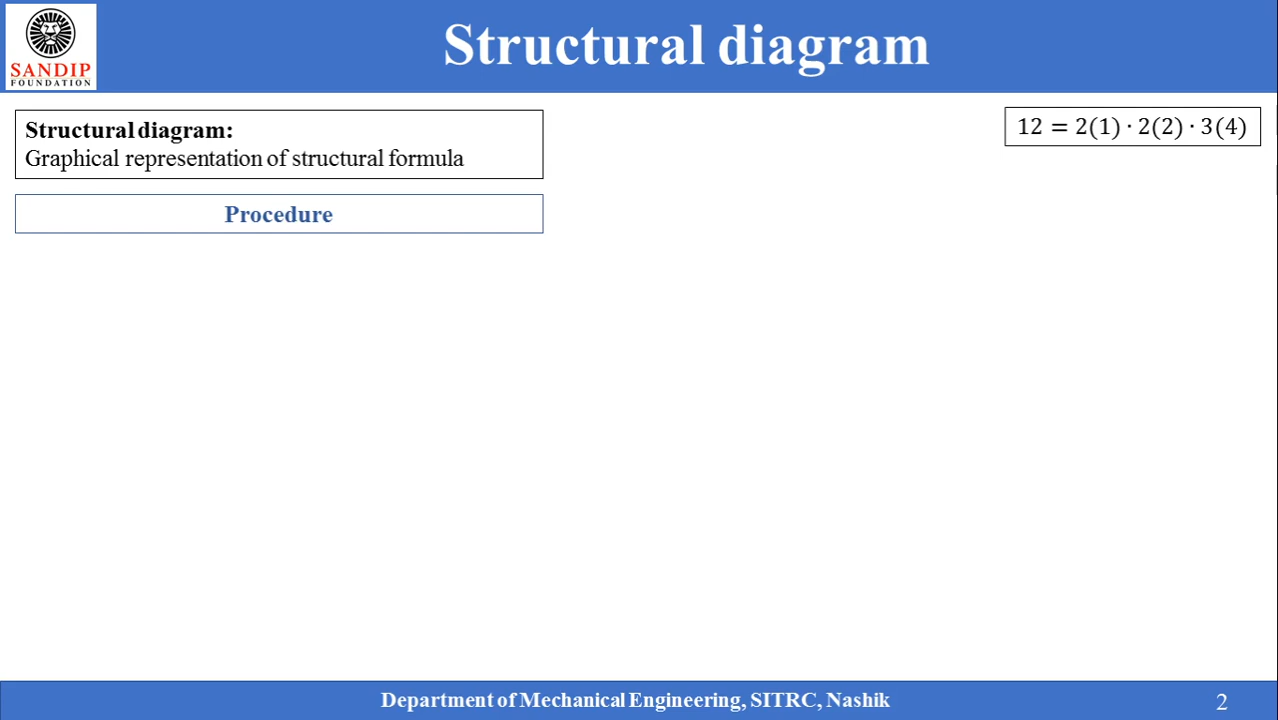 Structural diagram
SANDIP
FOUNDATION
Structural diagram:
Graphical representation of structural formula
12 = 2(1) · 2(2) · 3(4)
Procedure
Department of Mechanical Engineering, SITRC, Nashik
2